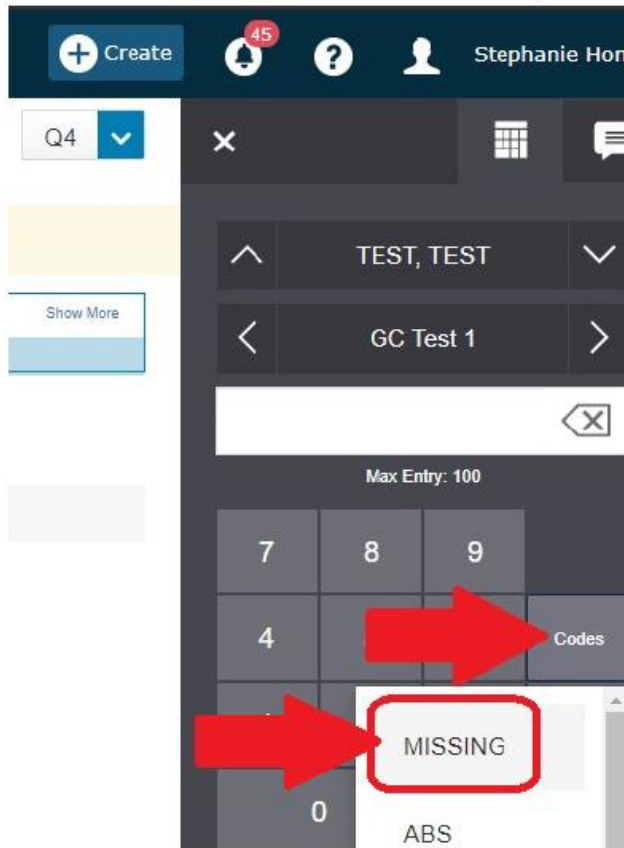 45
Create
Stephanie Hon
Q4
TEST, TEST
Show More
GC Test 1
Max Entry: 100
7 8 9
4
Codes
MISSING
0
ABS